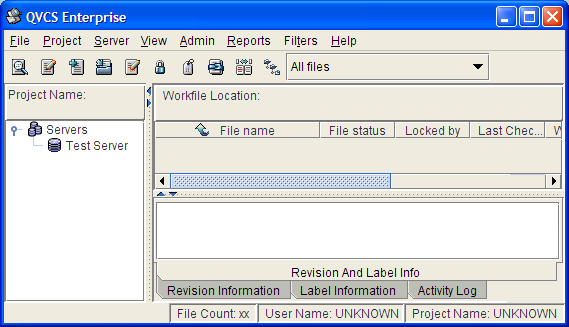 QVCS Enterprise
File Project Server View Admin Reports Filters Help
All files
Project Name:
Workfile Location:
Servers
Test Server
File name File status Locked by Last Chec... W
Revision And Label Info
Revision Information Label Information Activity Log
File Count: xx User Name: UNKNOWN Project Name: UNKNOWN